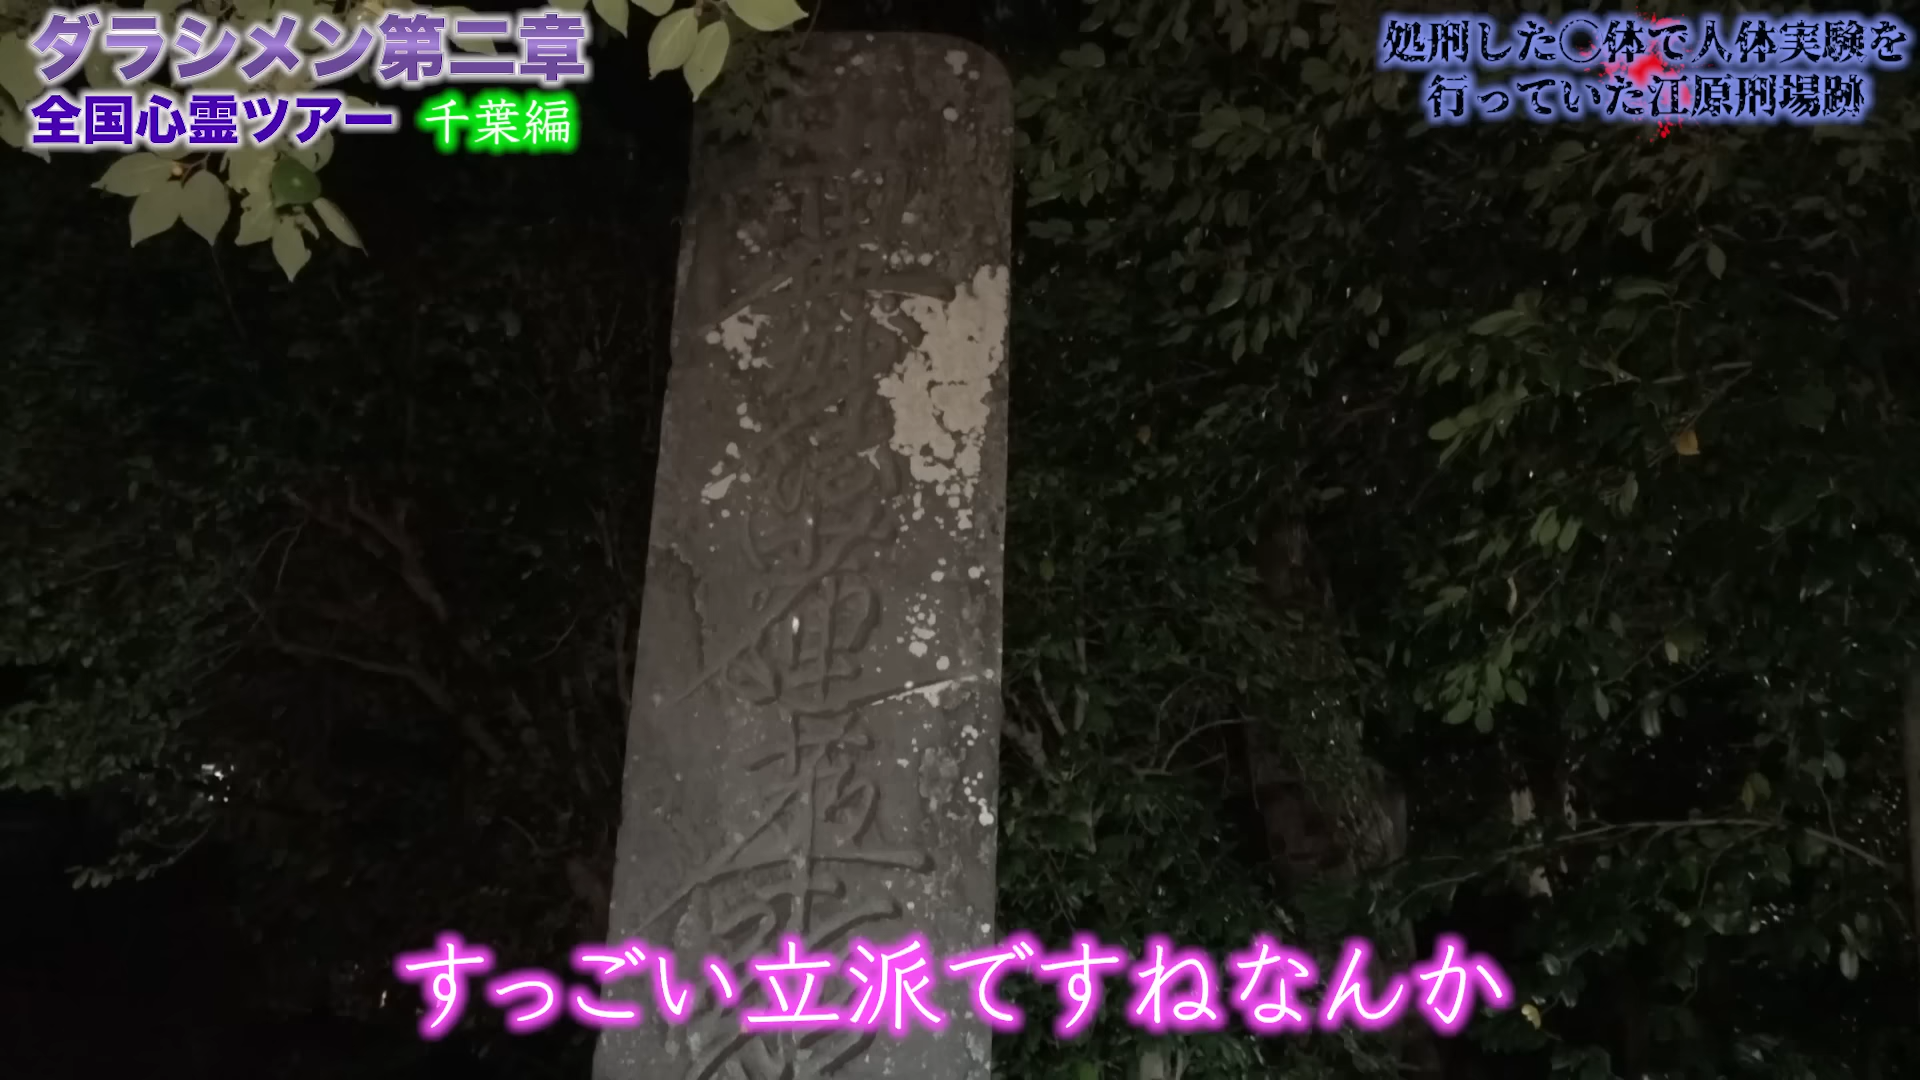 ダラシメン第二章
全国心霊ツアー 千葉編
処刑した〇体で人体実験を
行っていた江原刑場跡
すっごい立派ですねなんか